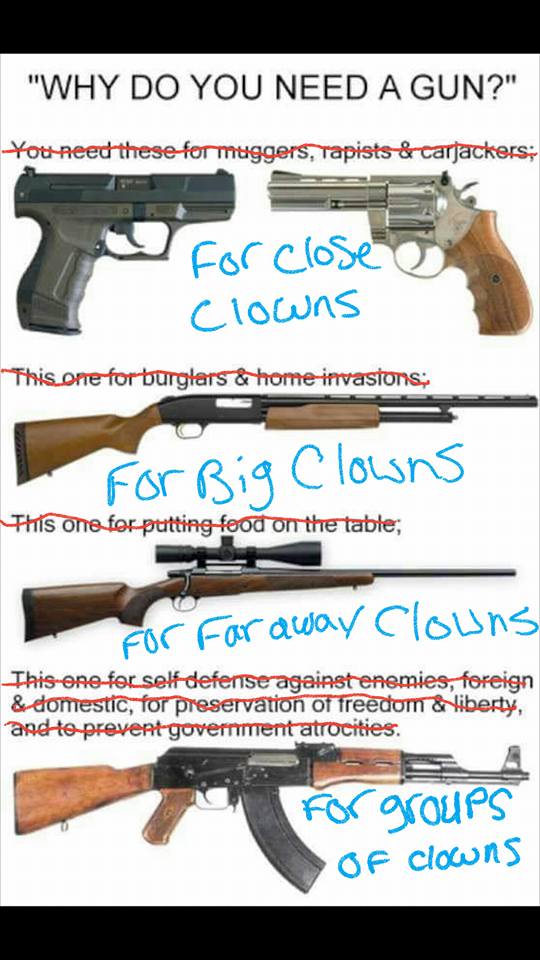 "WHY DO YOU NEED A GUN?"
You need these for muggers, rapists & carjackers;
For close
Clowns
This one for burglars & home invasions;
For Big Clowns
This one for putting food on the table;
For Far away Clowns
This one for self defense against enemies, foreign
& domestic, for preservation of freedom & liberty,
and to prevent government atrocities.
For groups
OF clowns